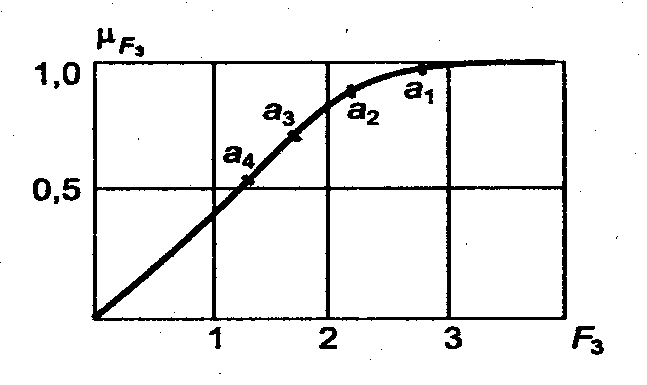 μF₃
1,0
a₁
a₂
a₃
a₄
0,5
1 2 3 F₃